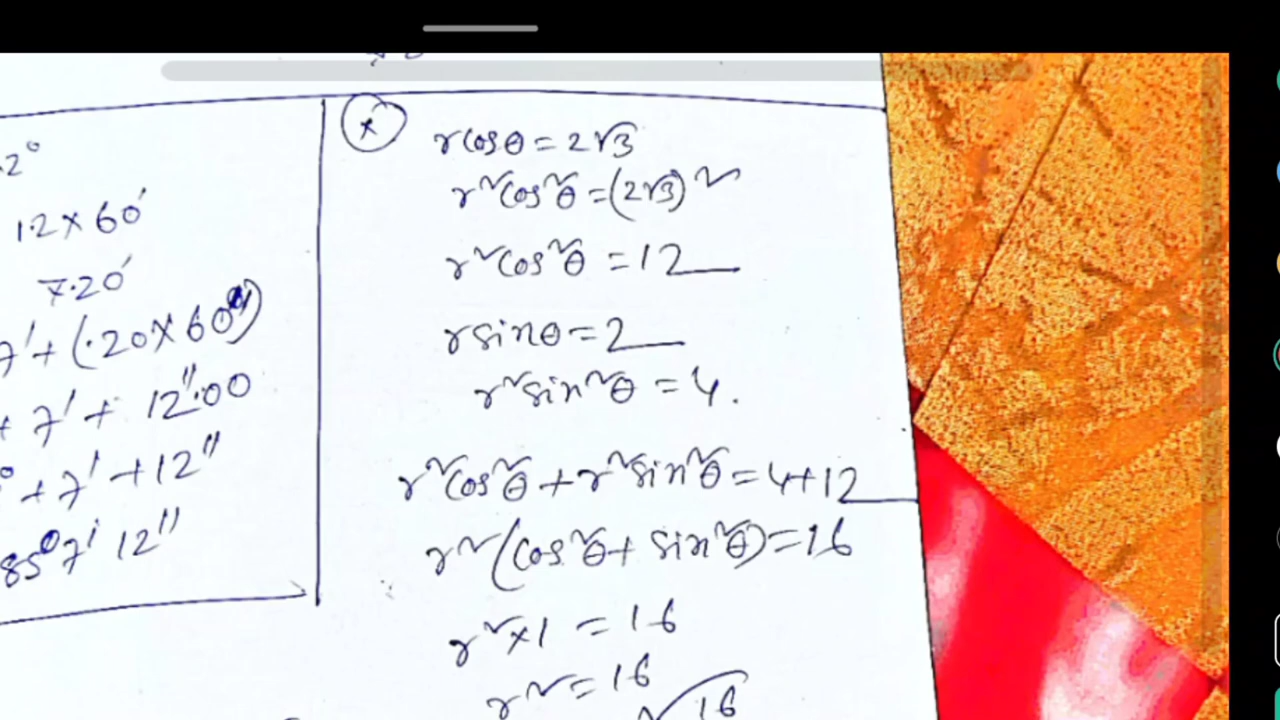 .2°
1.2 x 60'
7.20'
7' + (.20 x 60")
+ 7' + 12".00
° + 7' + 12"
85° 7' 12"
x
r cos θ = 2√3
r² cos² θ = (2√3)²
r² cos² θ = 12
r sin θ = 2
r² sin² θ = 4.
r² cos² θ + r² sin² θ = 4+12
r² (cos² θ + sin² θ) = 16
r² x 1 = 16
r² = 16
√16